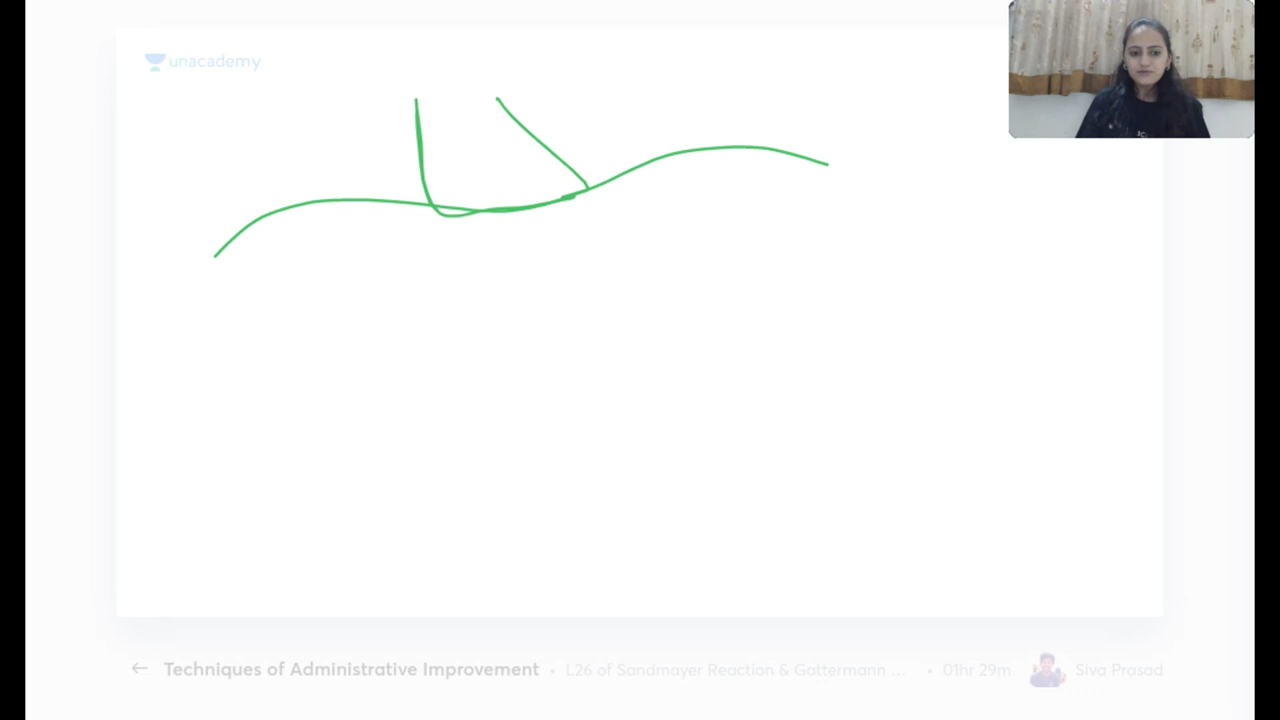 unacademy
Techniques of Administrative Improvement • L26 of Sandmayer Reaction & Gattermann ... • 01hr 29m Siva Prasad